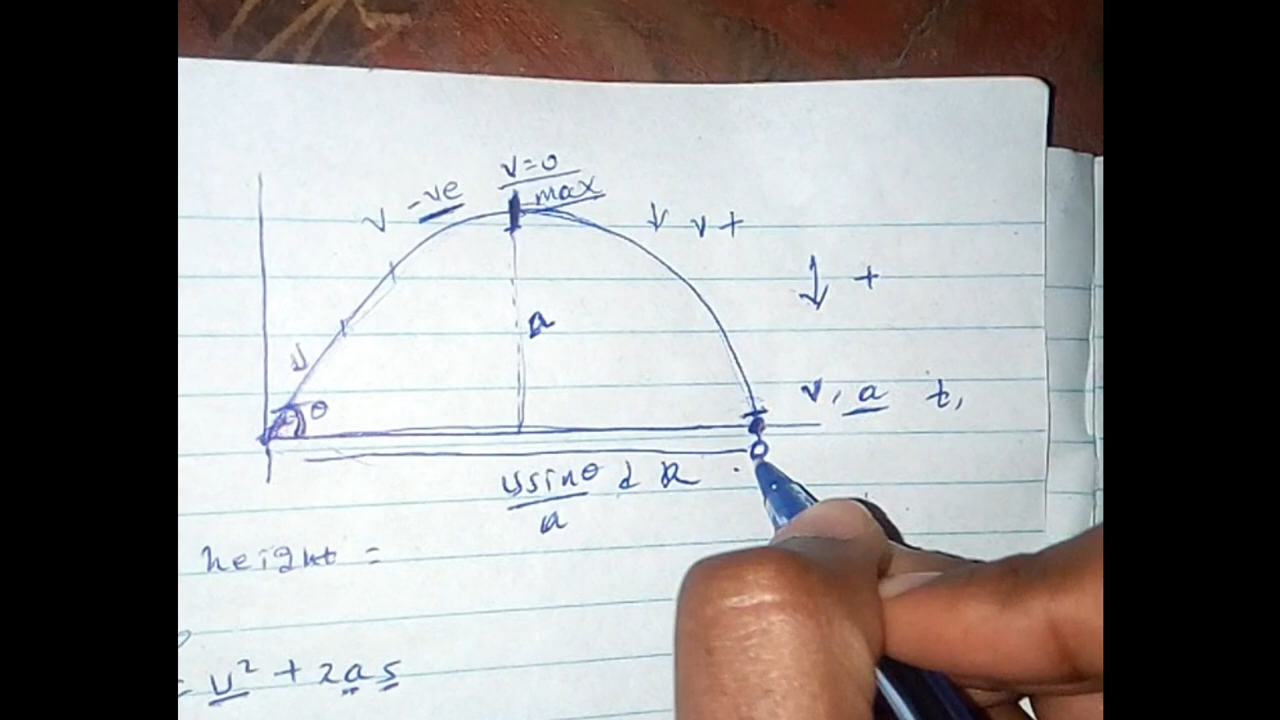 v=0
max
v -ve
↓ v +
↓ +
a
v, a t,
u
θ
usinθ
a
height =
= u² + 2as